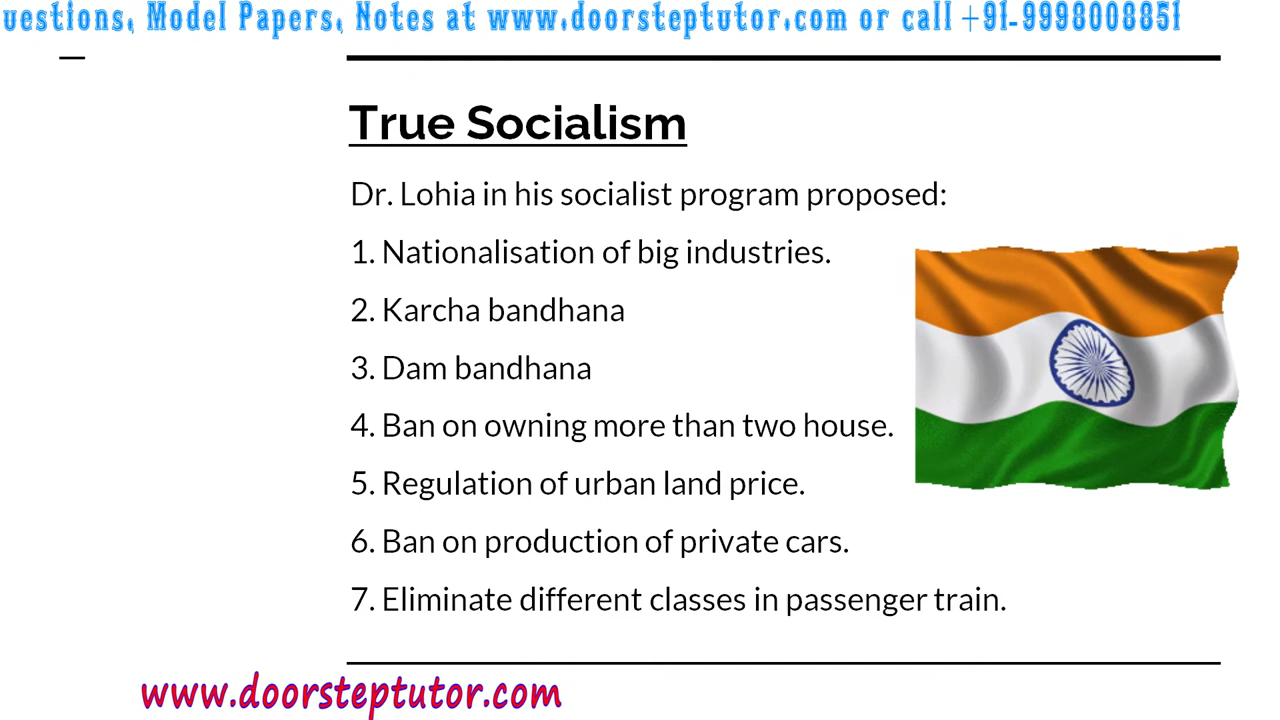 uestions, Model Papers, Notes at www.doorsteptutor.com or call +91-9998008851
True Socialism
Dr. Lohia in his socialist program proposed:
1. Nationalisation of big industries.
2. Karcha bandhana
3. Dam bandhana
4. Ban on owning more than two house.
5. Regulation of urban land price.
6. Ban on production of private cars.
7. Eliminate different classes in passenger train.
www.doorsteptutor.com